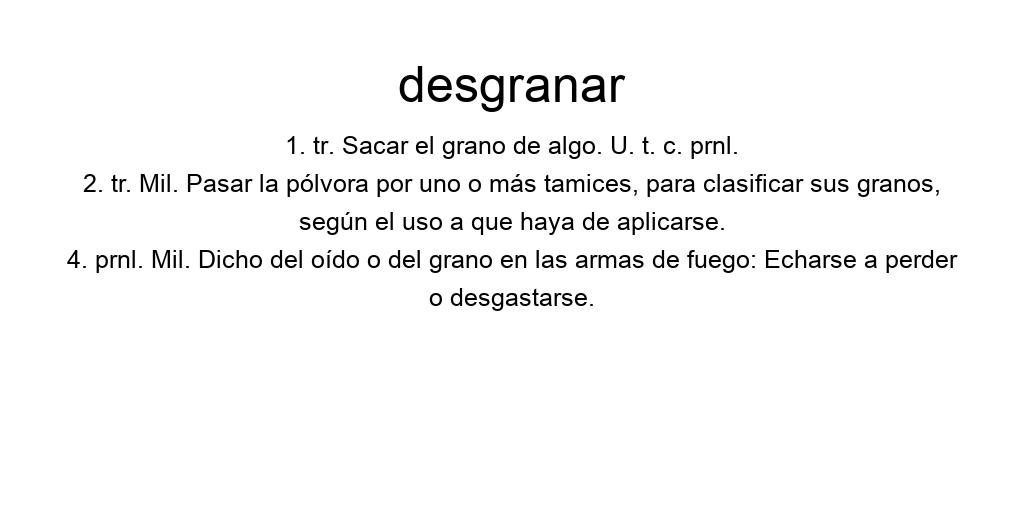 desgranar
1. tr. Sacar el grano de algo. U. t. c. prnl.
2. tr. Mil. Pasar la pólvora por uno o más tamices, para clasificar sus granos,
según el uso a que haya de aplicarse.
4. prnl. Mil. Dicho del oído o del grano en las armas de fuego: Echarse a perder
o desgastarse.